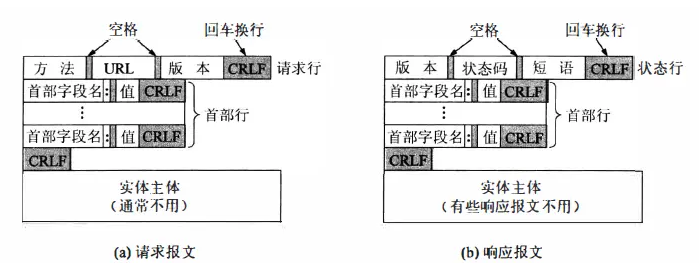 空格 回车换行
方法 URL 版本 CRLF 请求行
首部字段名: 值 CRLF
⋮ 首部行
首部字段名: 值 CRLF
CRLF
实体主体
(通常不用)
(a) 请求报文
空格 回车换行
版本 状态码 短语 CRLF 状态行
首部字段名: 值 CRLF
⋮ 首部行
首部字段名: 值 CRLF
CRLF
实体主体
(有些响应报文不用)
(b) 响应报文